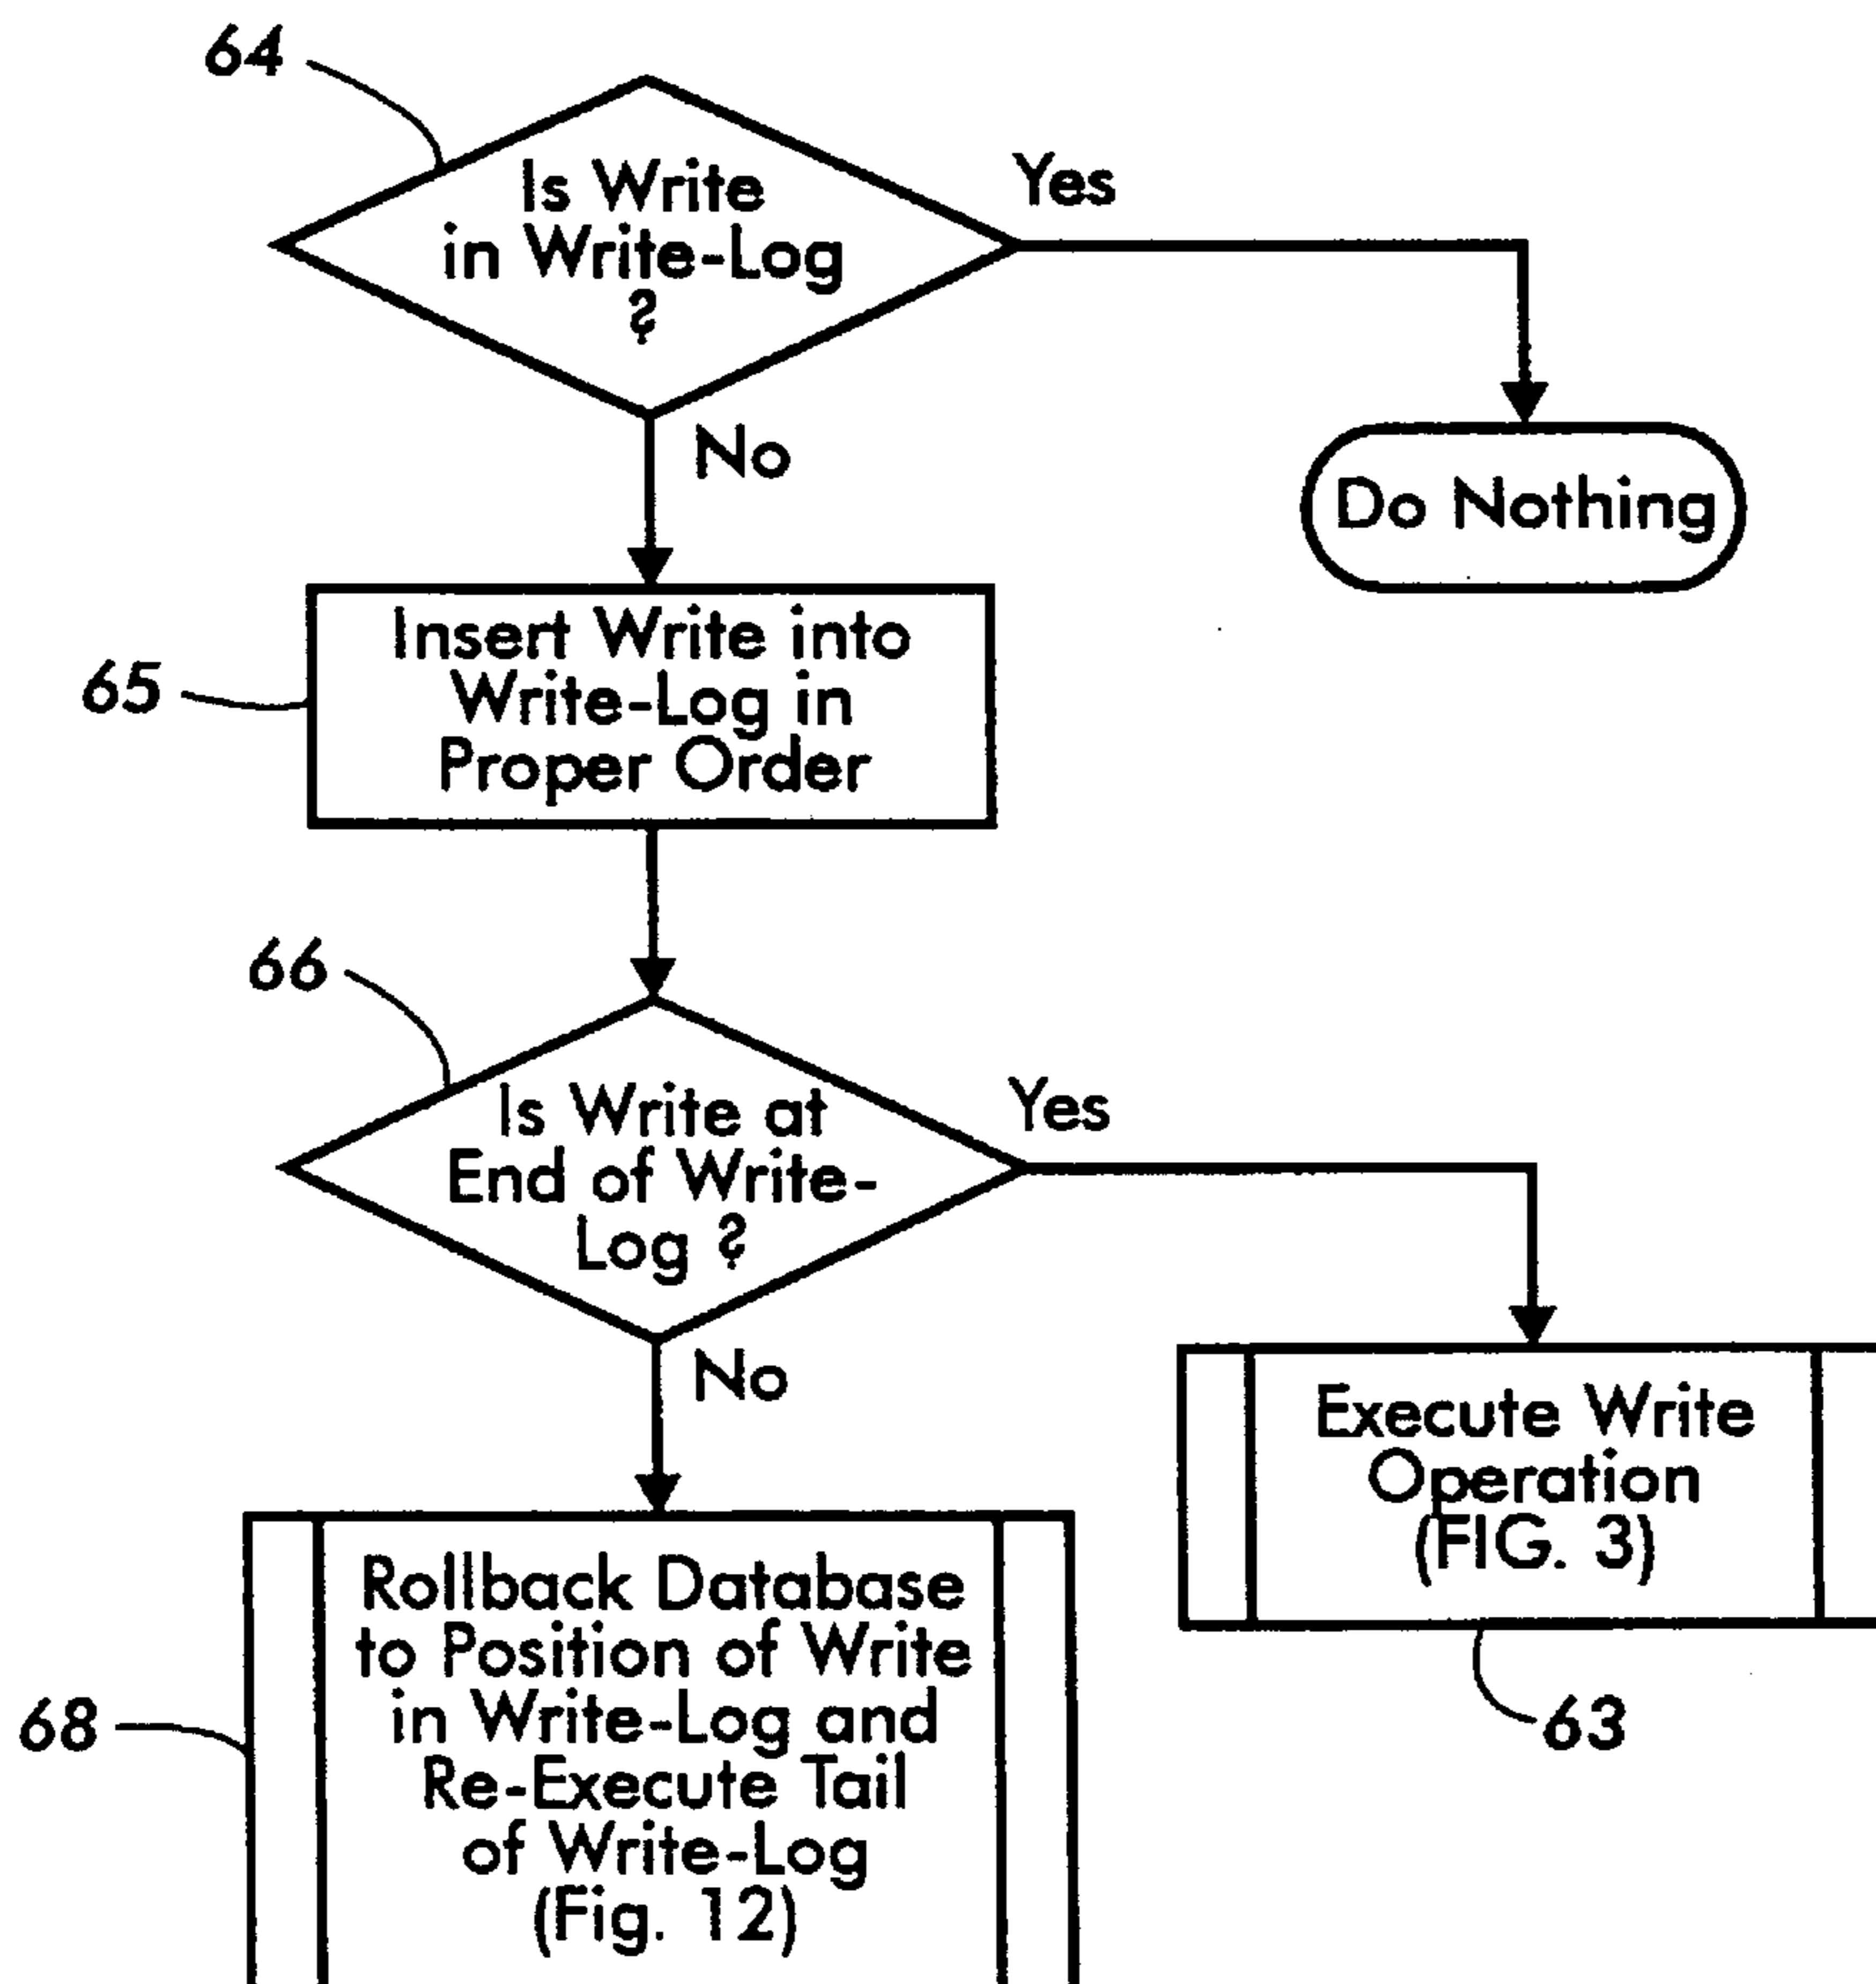 64
Is Write
in Write-Log
?
Yes
No
Do Nothing
65
Insert Write into
Write-Log in
Proper Order
66
Is Write at
End of Write-
Log ?
Yes
No
Execute Write
Operation
(FIG. 3)
63
68
Rollback Database
to Position of Write
in Write-Log and
Re-Execute Tail
of Write-Log
(Fig. 12)